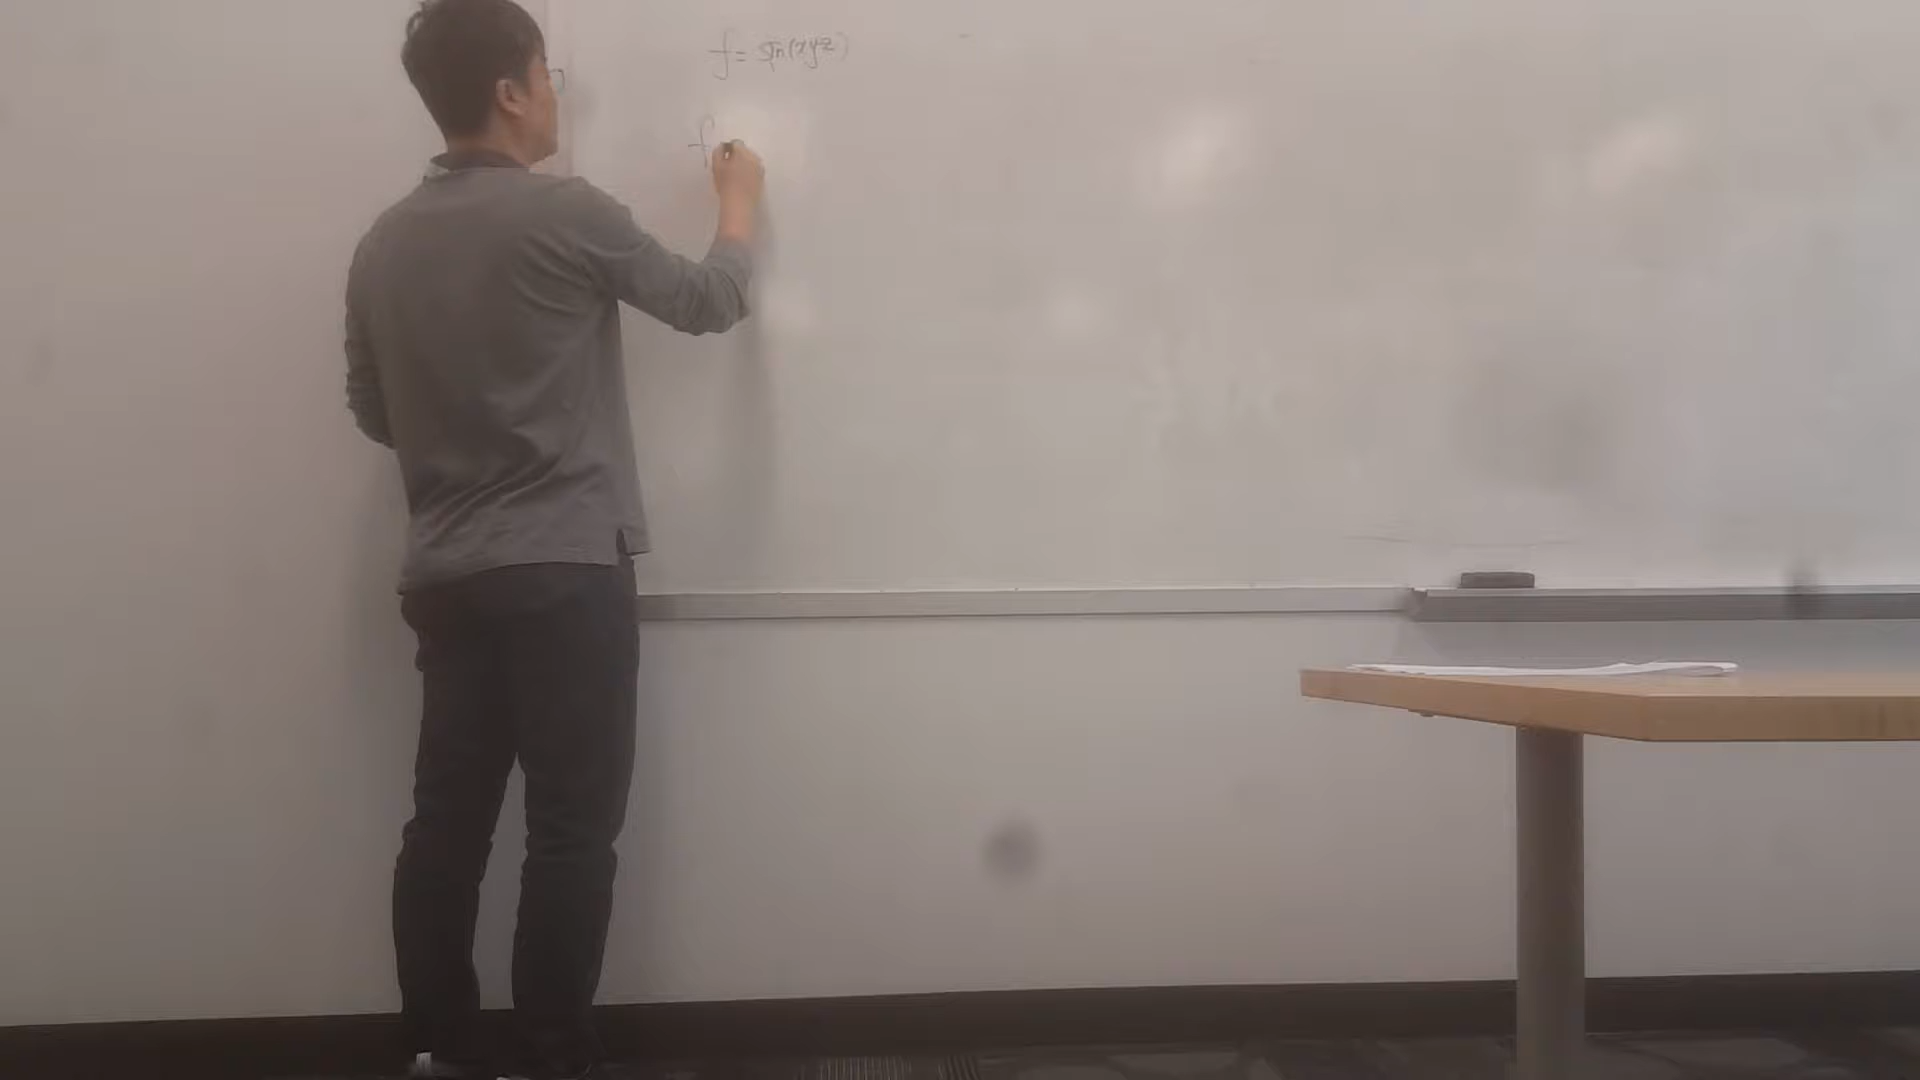 f = sin(xyz)
f